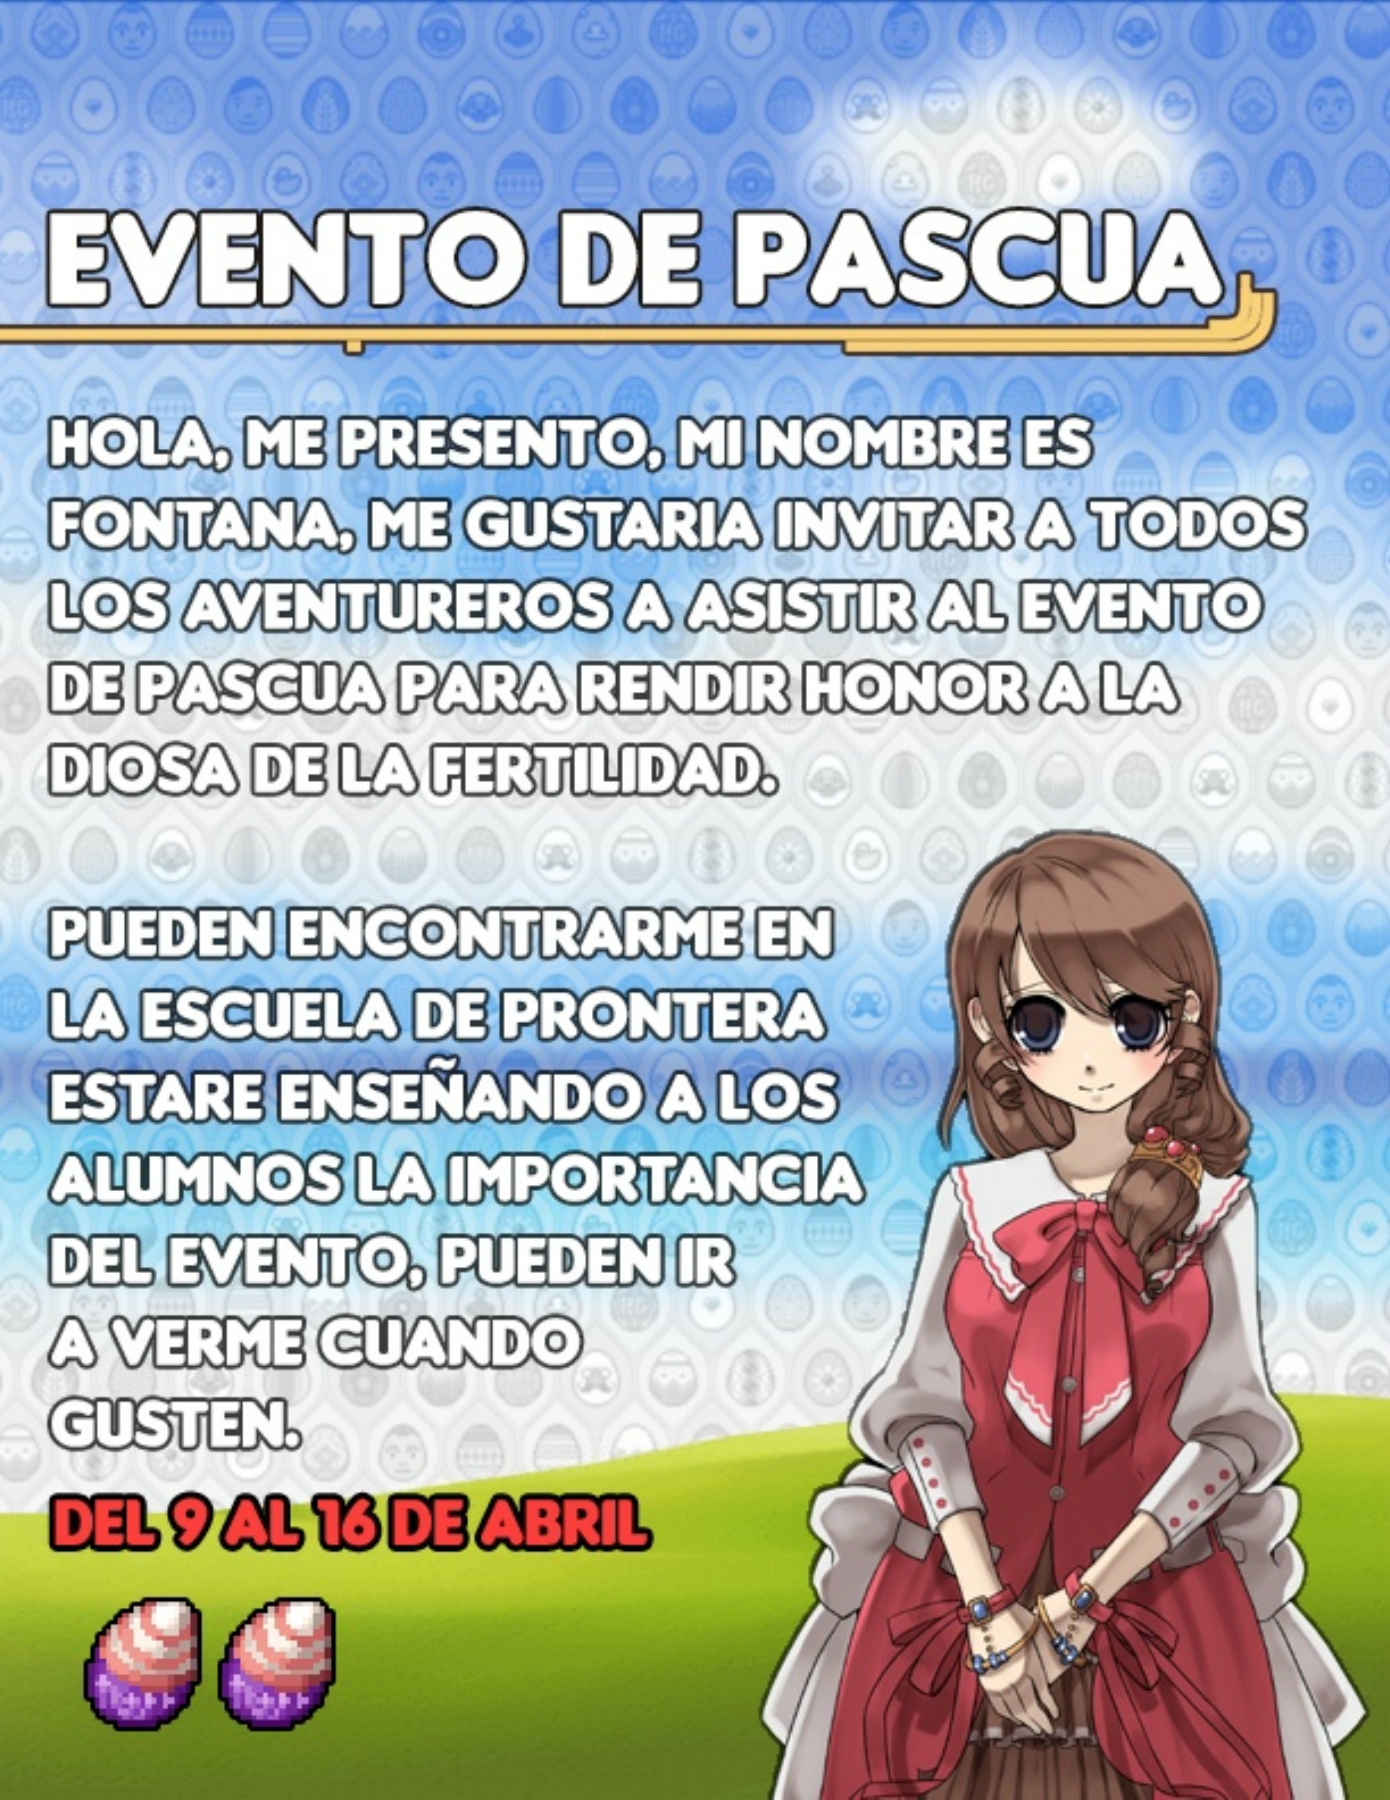 EVENTO DE PASCUA
HOLA, ME PRESENTO, MI NOMBRE ES
FONTANA, ME GUSTARIA INVITAR A TODOS
LOS AVENTUREROS A ASISTIR AL EVENTO
DE PASCUA PARA RENDIR HONOR A LA
DIOSA DE LA FERTILIDAD.
PUEDEN ENCONTRARME EN
LA ESCUELA DE PRONTERA
ESTARE ENSEÑANDO A LOS
ALUMNOS LA IMPORTANCIA
DEL EVENTO, PUEDEN IR
A VERME CUANDO
GUSTEN.
DEL 9 AL 16 DE ABRIL